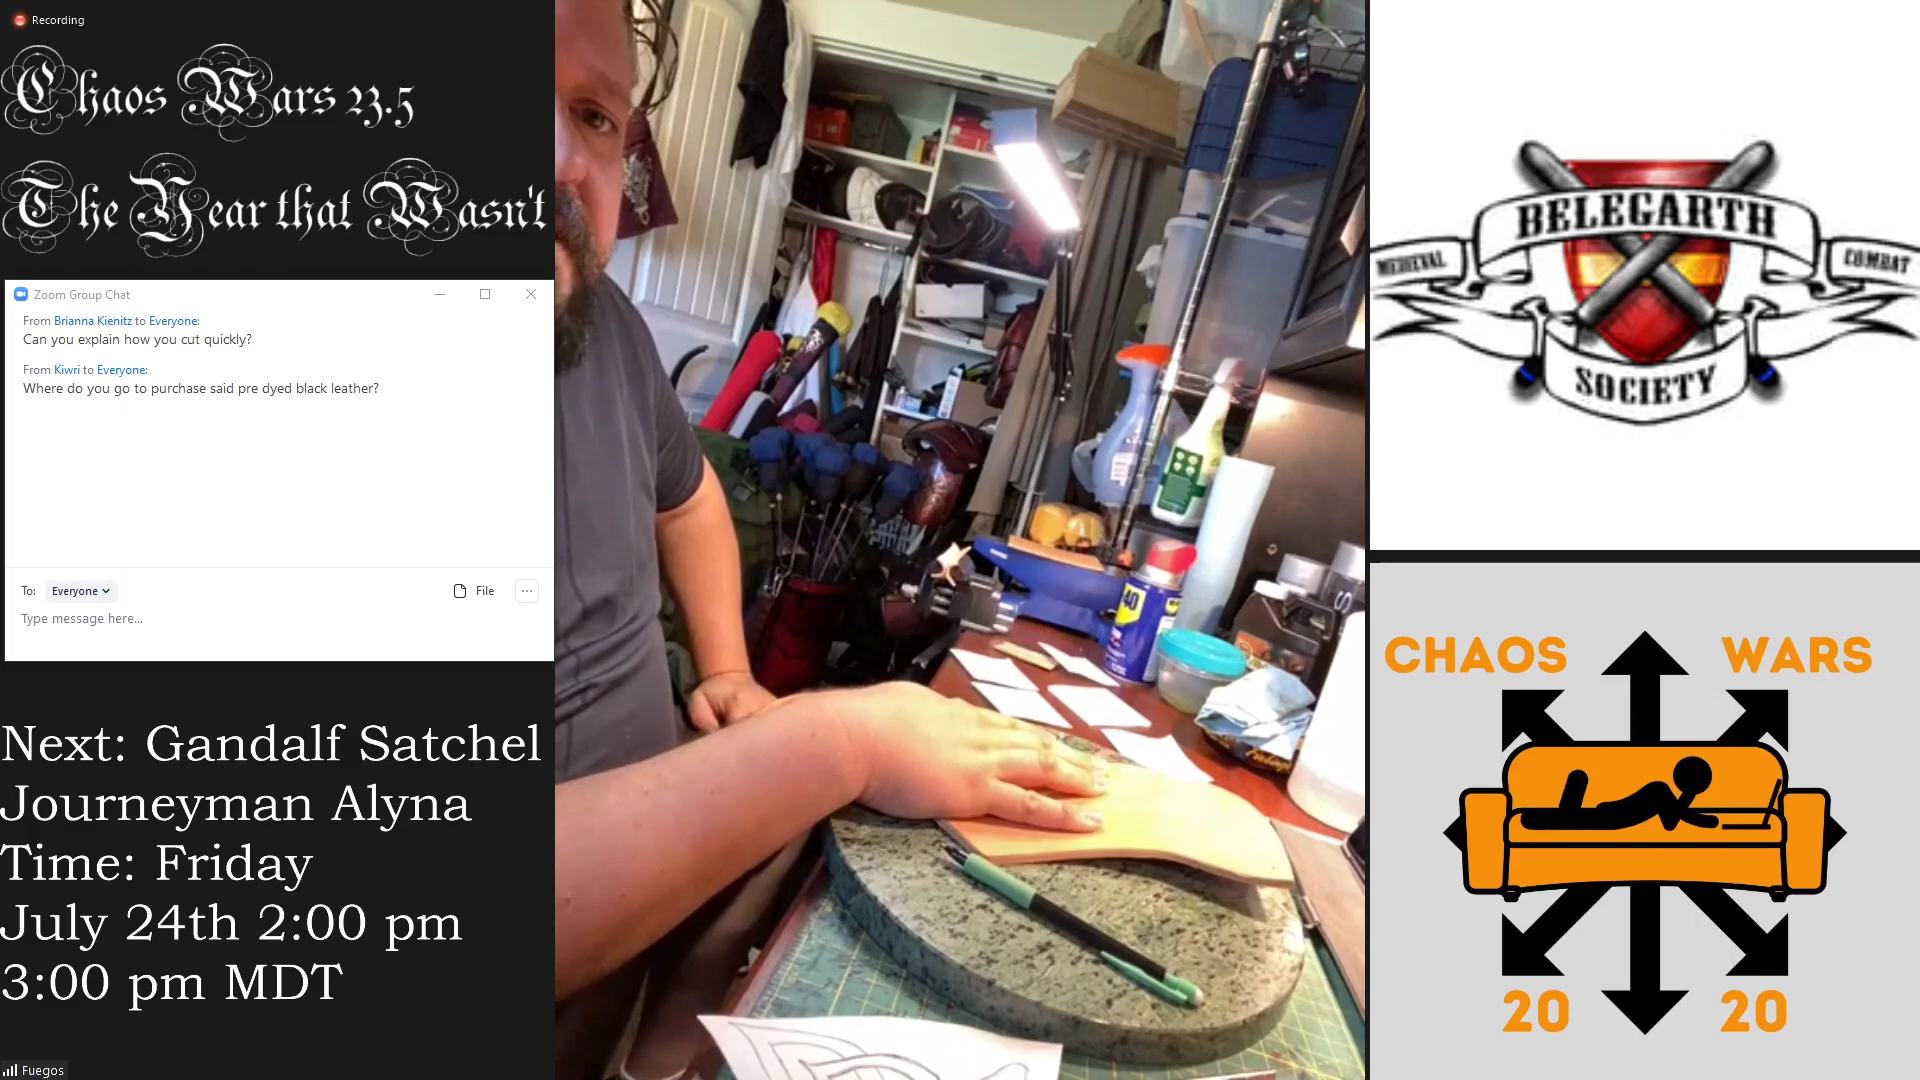 Recording
Chaos Wars 23.5
The Year that Wasn't
Zoom Group Chat
From Brianna Kienitz to Everyone:
Can you explain how you cut quickly?
From Kiwri to Everyone:
Where do you go to purchase said pre dyed black leather?
To: Everyone
File
Type message here...
Next: Gandalf Satchel
Journeyman Alyna
Time: Friday
July 24th 2:00 pm
3:00 pm MDT
Fuegos
40
BELEGARTH
MEDIEVAL
COMBAT
SOCIETY
CHAOS WARS
20 20